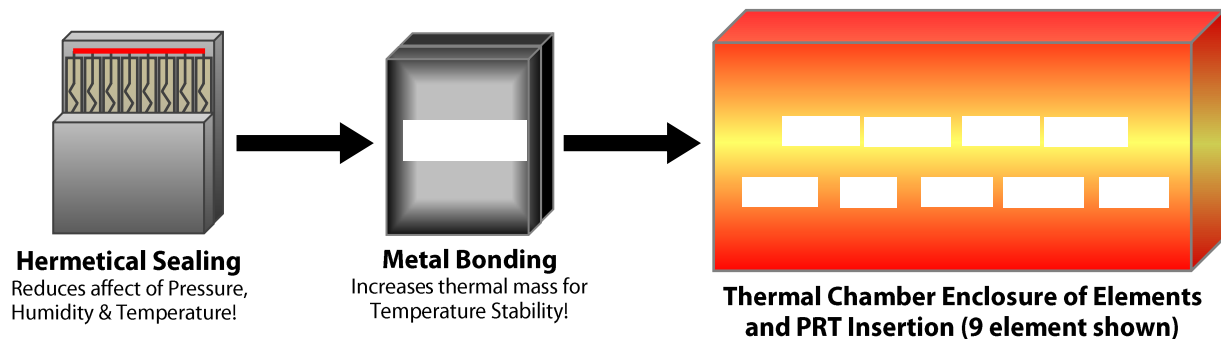 Hermetical Sealing
Reduces affect of Pressure,
Humidity & Temperature!
Metal Bonding
Increases thermal mass for
Temperature Stability!
Thermal Chamber Enclosure of Elements
and PRT Insertion (9 element shown)